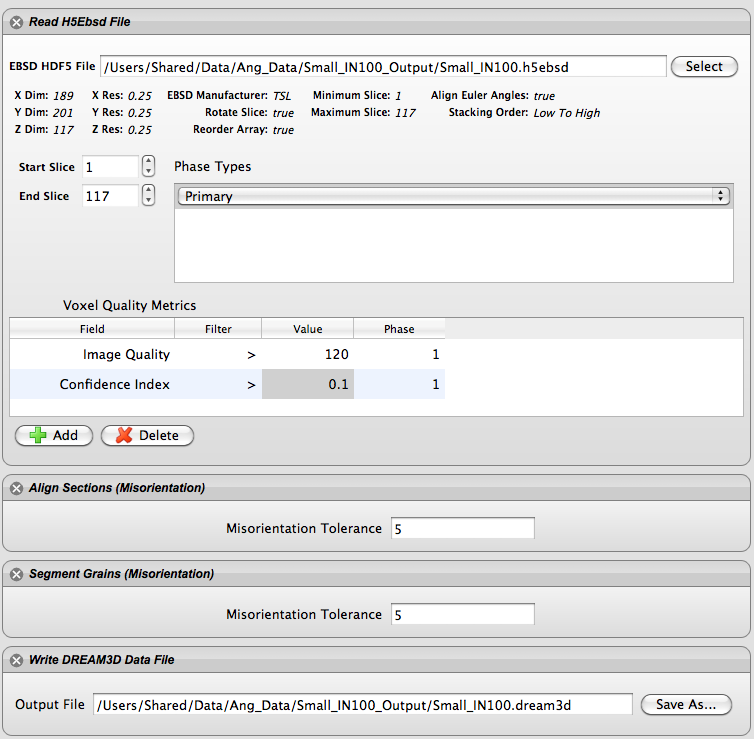 Read H5Ebsd File
EBSD HDF5 File /Users/Shared/Data/Ang_Data/Small_IN100_Output/Small_IN100.h5ebsd Select
X Dim: 189 X Res: 0.25 EBSD Manufacturer: TSL Minimum Slice: 1 Align Euler Angles: true
Y Dim: 201 Y Res: 0.25 Rotate Slice: true Maximum Slice: 117 Stacking Order: Low To High
Z Dim: 117 Z Res: 0.25 Reorder Array: true
Start Slice 1 Phase Types
End Slice 117 Primary
Voxel Quality Metrics
Field Filter Value Phase
Image Quality > 120 1
Confidence Index > 0.1 1
Add Delete
Align Sections (Misorientation)
Misorientation Tolerance 5
Segment Grains (Misorientation)
Misorientation Tolerance 5
Write DREAM3D Data File
Output File /Users/Shared/Data/Ang_Data/Small_IN100_Output/Small_IN100.dream3d Save As...